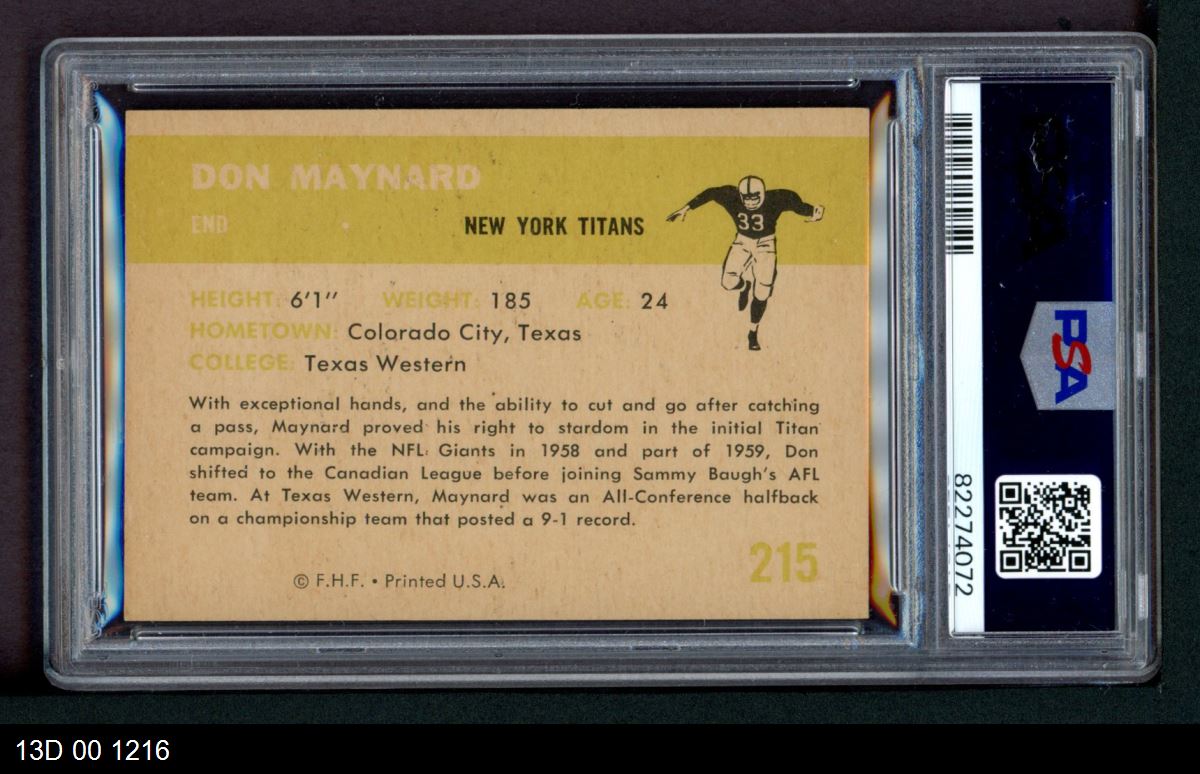 DON MAYNARD
END
NEW YORK TITANS
33
HEIGHT: 6'1" WEIGHT: 185 AGE: 24
HOMETOWN: Colorado City, Texas
COLLEGE: Texas Western
With exceptional hands, and the ability to cut and go after catching
a pass, Maynard proved his right to stardom in the initial Titan
campaign. With the NFL Giants in 1958 and part of 1959, Don
shifted to the Canadian League before joining Sammy Baugh's AFL
team. At Texas Western, Maynard was an All-Conference halfback
on a championship team that posted a 9-1 record.
215
© F.H.F. • Printed U.S.A.
PSA
82274072
13D 00 1216